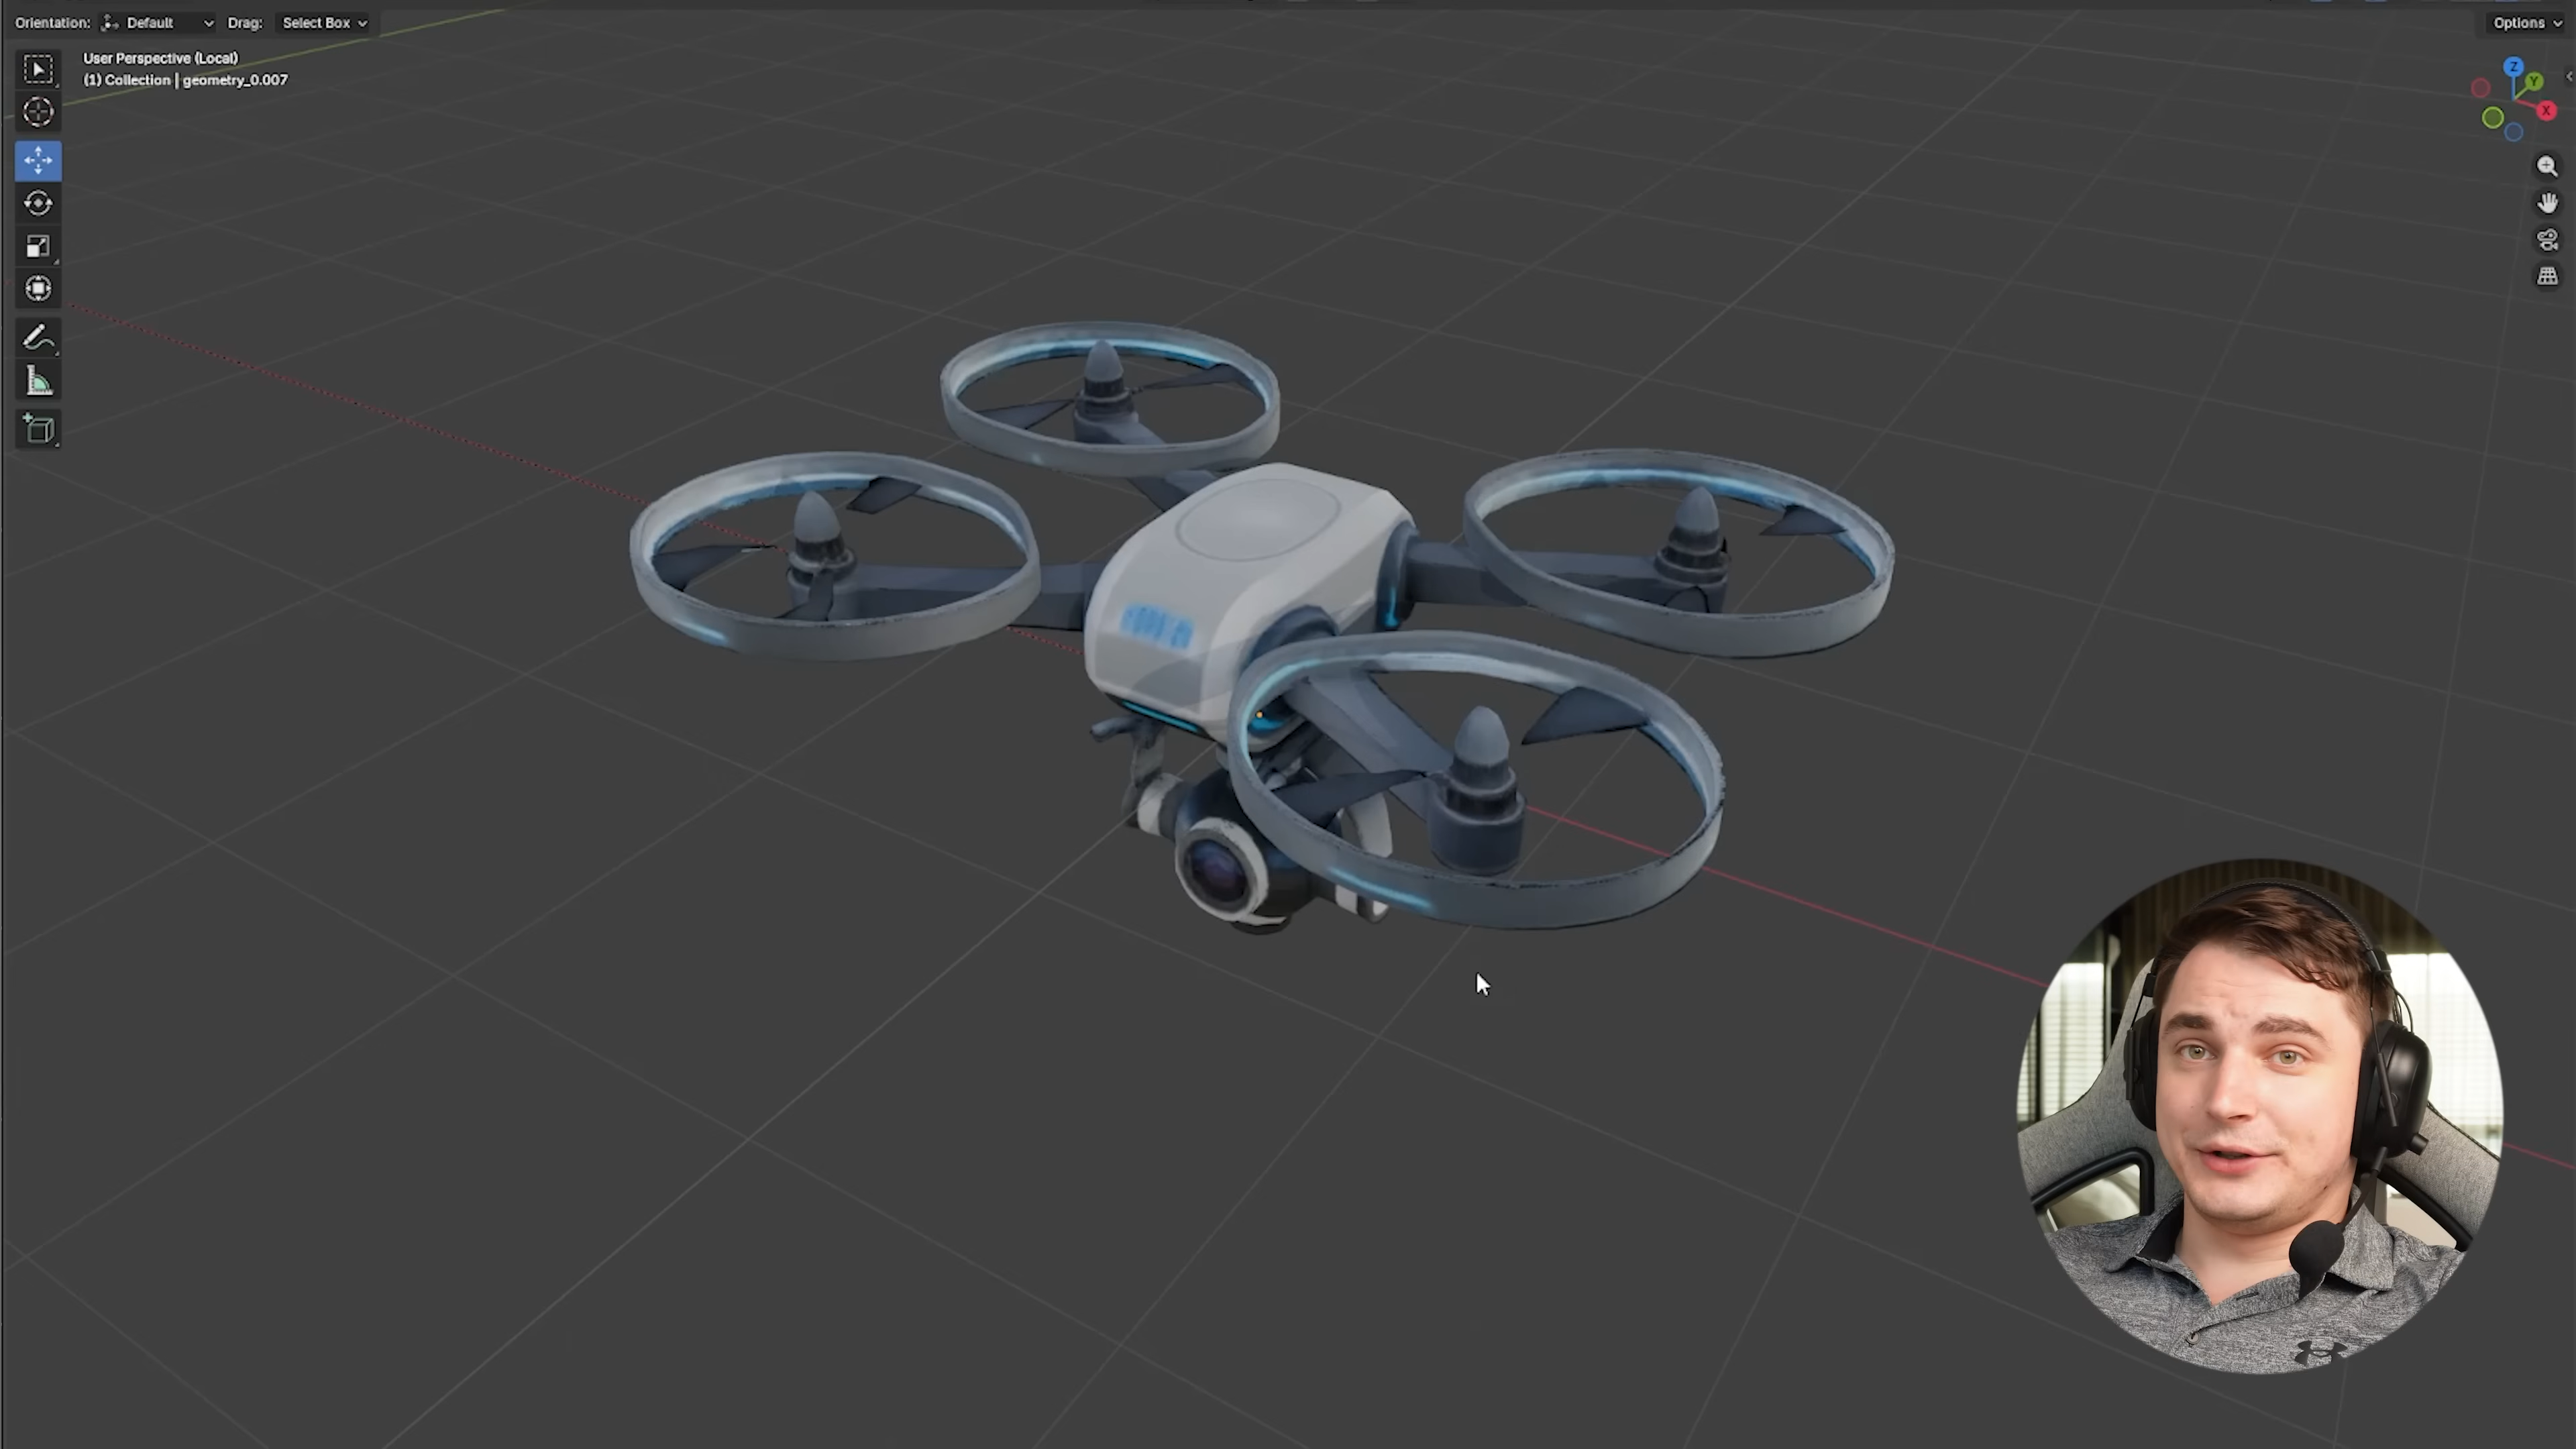 Orientation: Default Drag: Select Box Options
User Perspective (Local)
(1) Collection | geometry_0.007
Z
Y
X